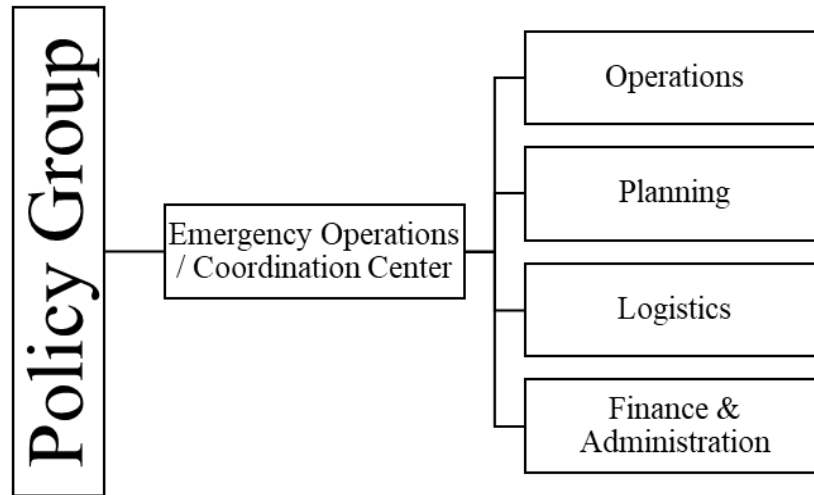 Policy Group
Emergency Operations
/ Coordination Center
Operations
Planning
Logistics
Finance &
Administration